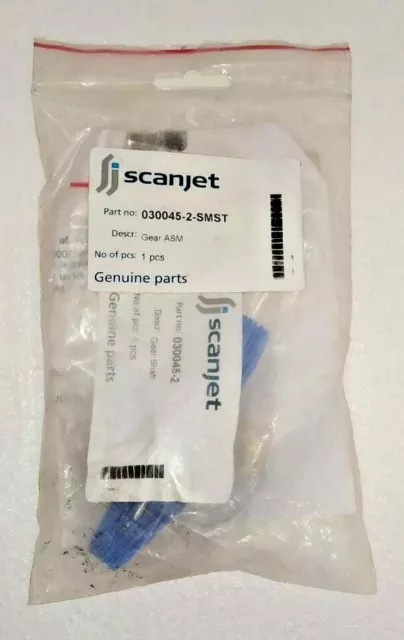 scanjet
Part no: 030045-2-SMST
Descr: Gear ASM
No of pcs: 1 pcs
Genuine parts
scanjet
Part no: 030045-2
Descr: Gear Shaft
No of pcs: 1 pcs
Genuine parts